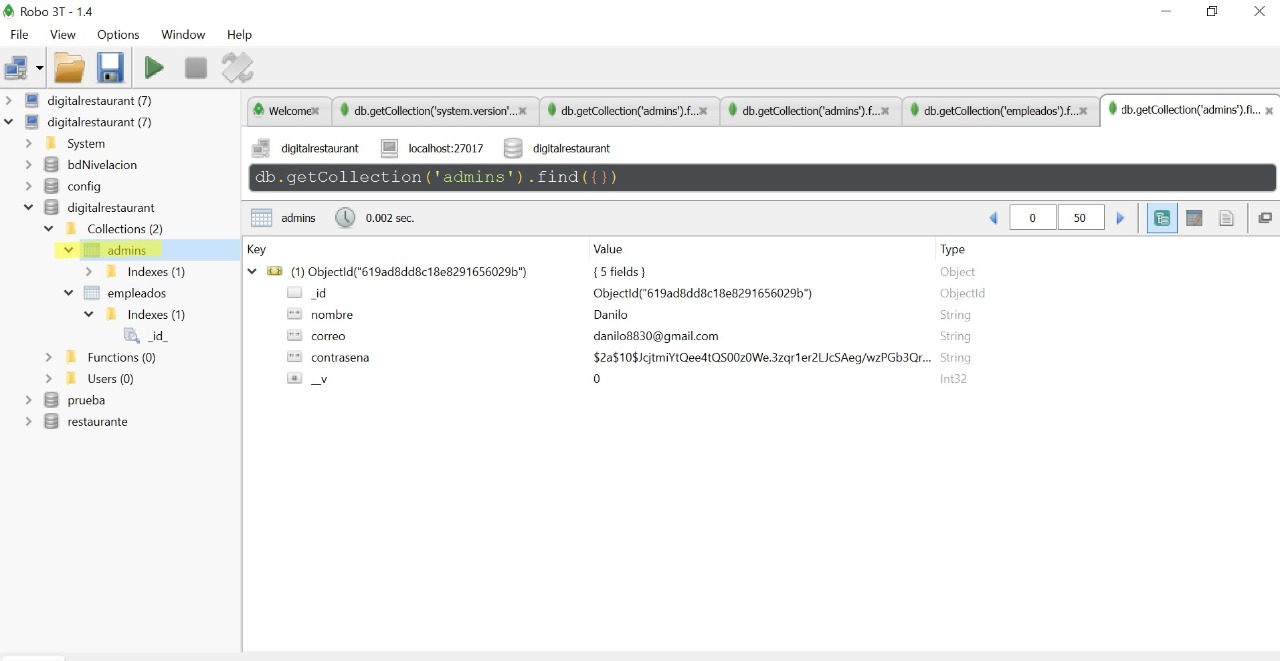 Robo 3T - 1.4
File View Options Window Help
digitalrestaurant (7)
digitalrestaurant (7)
System
bdNivelacion
config
digitalrestaurant
Collections (2)
admins
Indexes (1)
empleados
Indexes (1)
_id_
Functions (0)
Users (0)
prueba
restaurante
Welcome db.getCollection('system.version'... db.getCollection('admins').f... db.getCollection('admins').f... db.getCollection('empleados').f... db.getCollection('admins').fi...
digitalrestaurant localhost:27017 digitalrestaurant
db.getCollection('admins').find({})
admins 0.002 sec. 0 50
Key Value Type
(1) ObjectId("619ad8dd8c18e8291656029b") { 5 fields } Object
_id ObjectId("619ad8dd8c18e8291656029b") ObjectId
nombre Danilo String
correo danilo8830@gmail.com String
contrasena $2a$10$JcjtmiYtQee4tQS00z0We.3zqr1er2LJcSAeg/wzPGb3Qr... String
__v 0 Int32